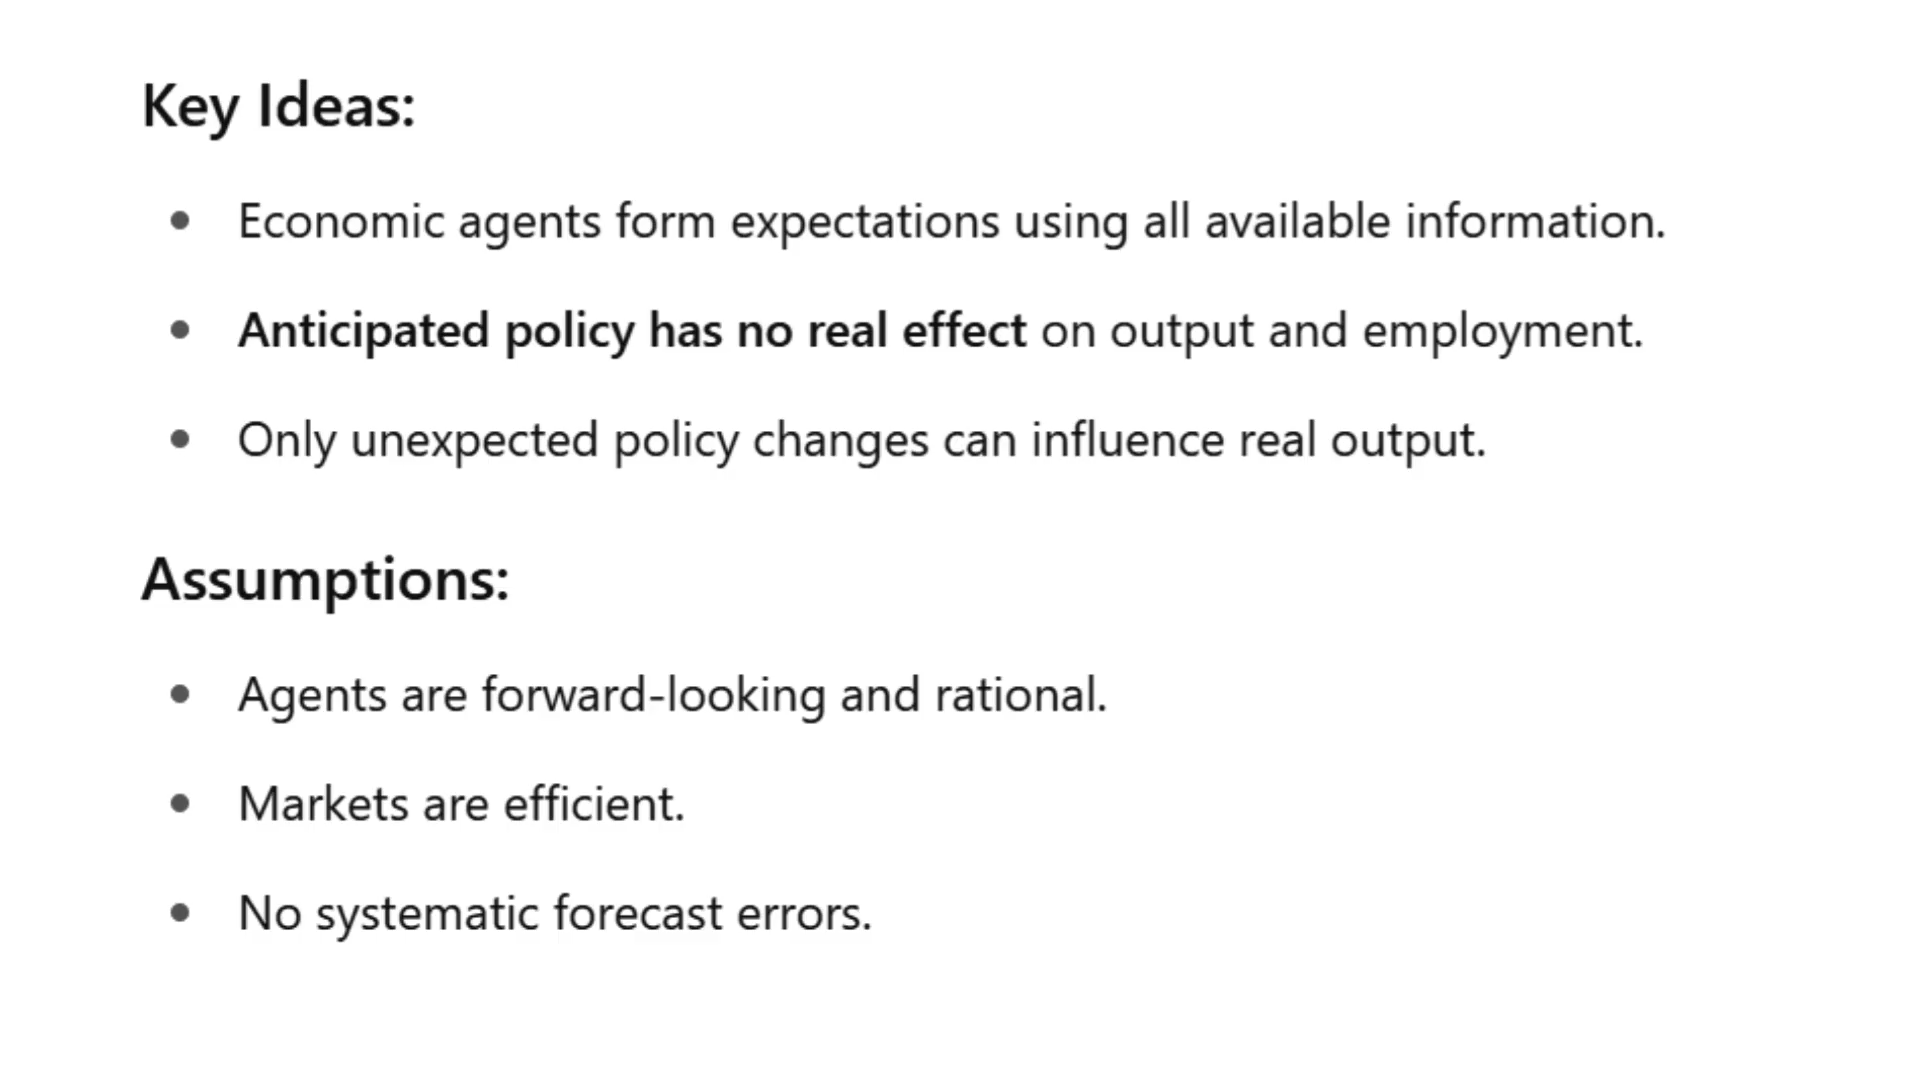 Key Ideas:
Economic agents form expectations using all available information.
Anticipated policy has no real effect on output and employment.
Only unexpected policy changes can influence real output.
Assumptions:
Agents are forward-looking and rational.
Markets are efficient.
No systematic forecast errors.